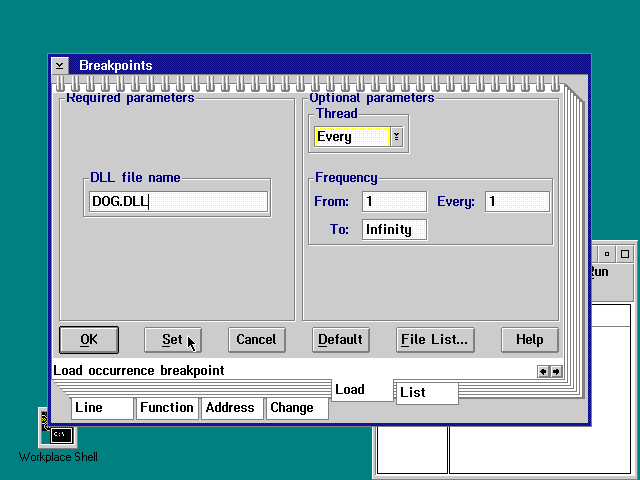 Breakpoints
Required parameters
Optional parameters
Thread
Every
DLL file name
DOG.DLL
Frequency
From: 1 Every: 1
To: Infinity
OK Set Cancel Default File List... Help
Load occurrence breakpoint
Line Function Address Change Load List
Run
C:\
Workplace Shell